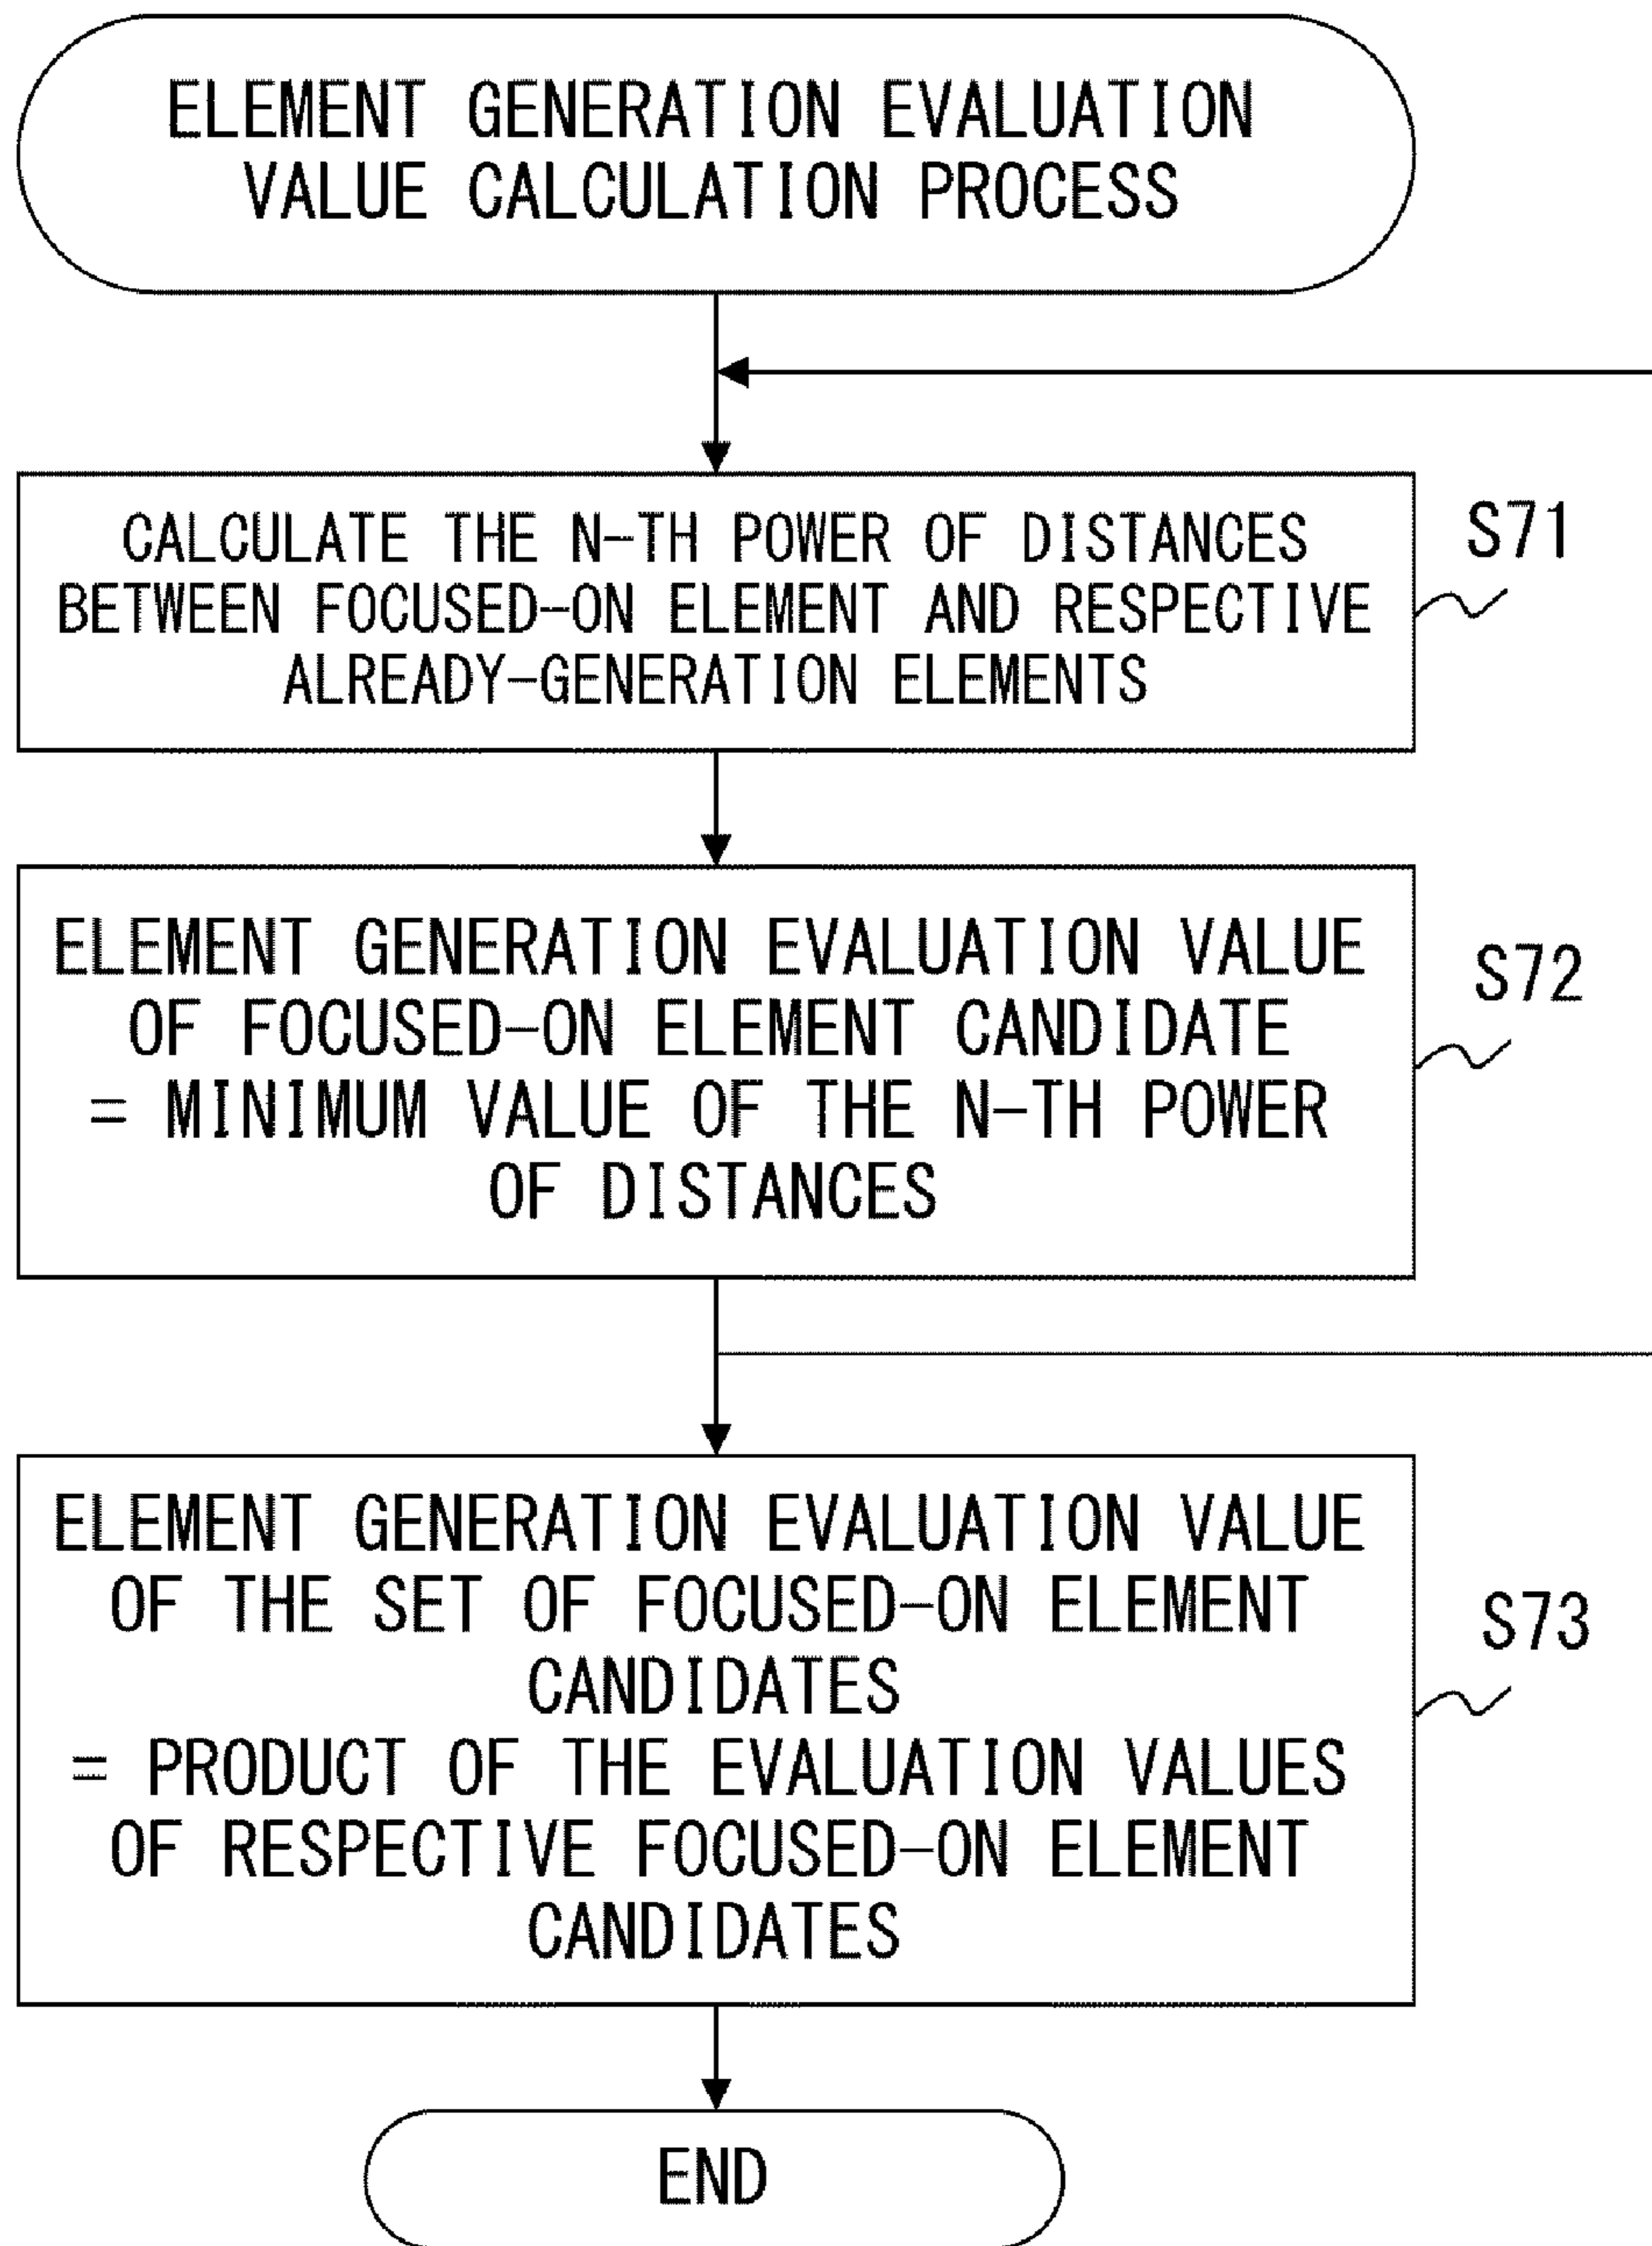 ELEMENT GENERATION EVALUATION
VALUE CALCULATION PROCESS
CALCULATE THE N-TH POWER OF DISTANCES
BETWEEN FOCUSED-ON ELEMENT AND RESPECTIVE
ALREADY-GENERATION ELEMENTS
S71
ELEMENT GENERATION EVALUATION VALUE
OF FOCUSED-ON ELEMENT CANDIDATE
= MINIMUM VALUE OF THE N-TH POWER
OF DISTANCES
S72
ELEMENT GENERATION EVALUATION VALUE
OF THE SET OF FOCUSED-ON ELEMENT
CANDIDATES
= PRODUCT OF THE EVALUATION VALUES
OF RESPECTIVE FOCUSED-ON ELEMENT
CANDIDATES
S73
END